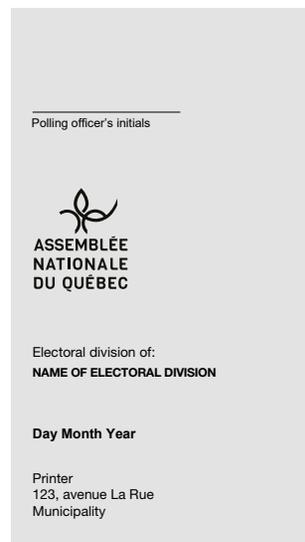 Polling officer's initials
ASSEMBLÉE
NATIONALE
DU QUÉBEC
Electoral division of:
NAME OF ELECTORAL DIVISION
Day Month Year
Printer
123, avenue La Rue
Municipality